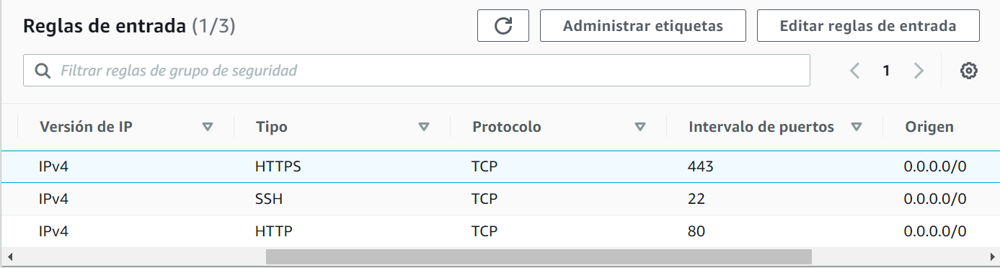 Reglas de entrada (1/3)
Administrar etiquetas
Editar reglas de entrada
Filtrar reglas de grupo de seguridad
1
Versión de IP Tipo Protocolo Intervalo de puertos Origen
IPv4 HTTPS TCP 443 0.0.0.0/0
IPv4 SSH TCP 22 0.0.0.0/0
IPv4 HTTP TCP 80 0.0.0.0/0